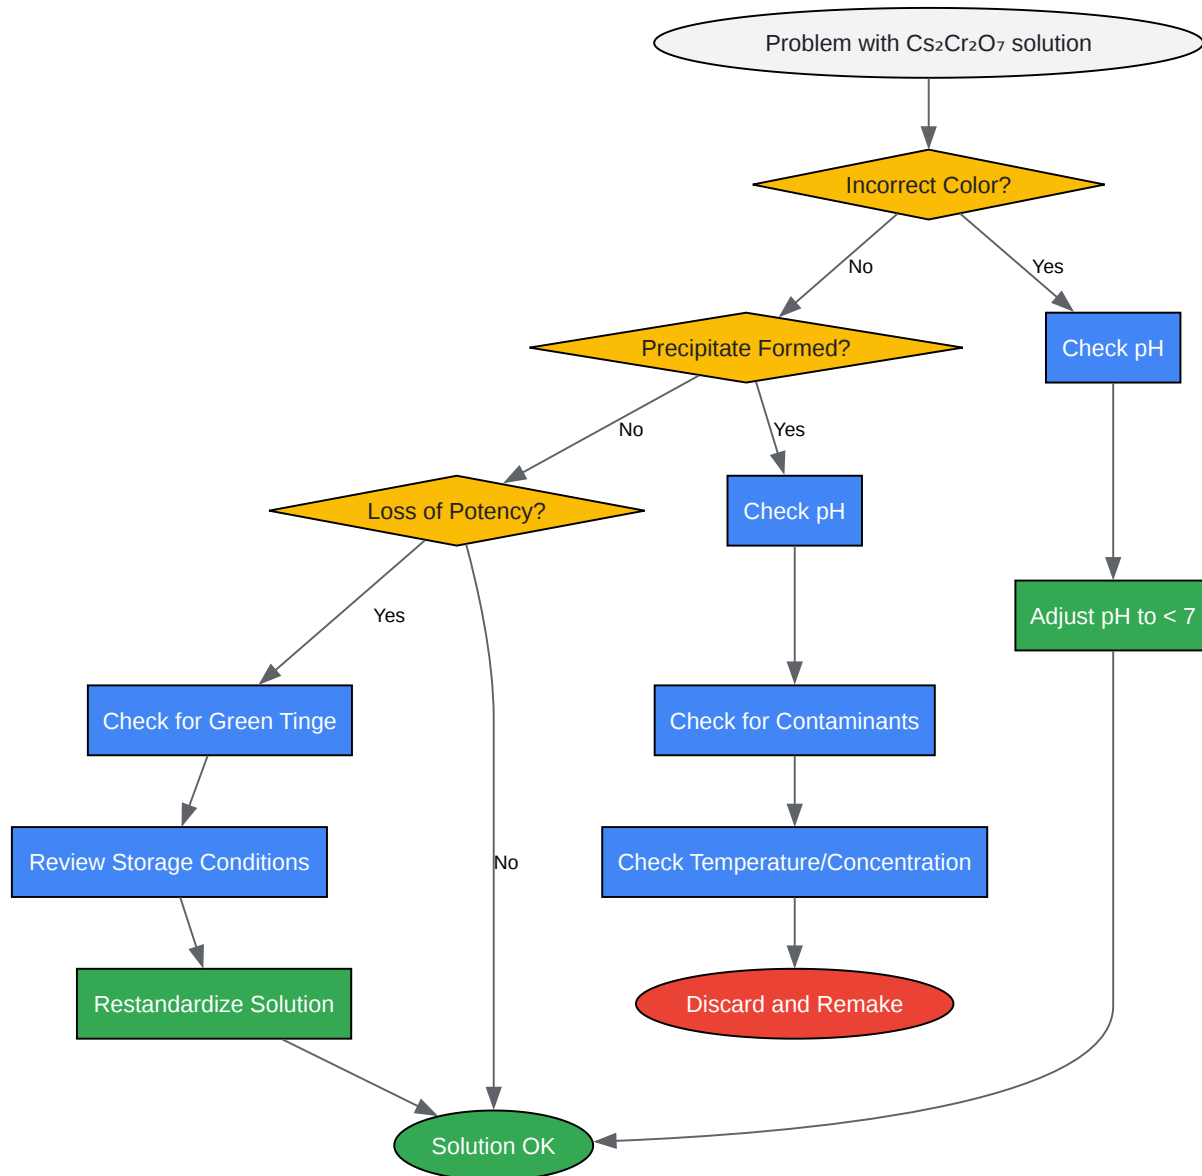 Problem with Cs₂Cr₂O₇ solution
Incorrect Color?
No
Yes
Precipitate Formed?
Check pH
No
Yes
Loss of Potency?
Check pH
Yes
Adjust pH to < 7
Check for Green Tinge
Check for Contaminants
Review Storage Conditions
No
Check Temperature/Concentration
Restandardize Solution
Discard and Remake
Solution OK